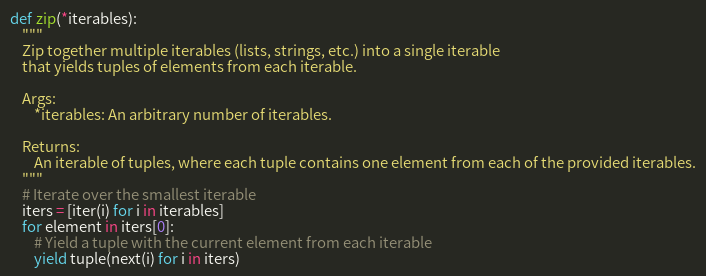 def zip(*iterables):
    """
    Zip together multiple iterables (lists, strings, etc.) into a single iterable
    that yields tuples of elements from each iterable.

    Args:
        *iterables: An arbitrary number of iterables.

    Returns:
        An iterable of tuples, where each tuple contains one element from each of the provided iterables.
    """
    # Iterate over the smallest iterable
    iters = [iter(i) for i in iterables]
    for element in iters[0]:
        # Yield a tuple with the current element from each iterable
        yield tuple(next(i) for i in iters)